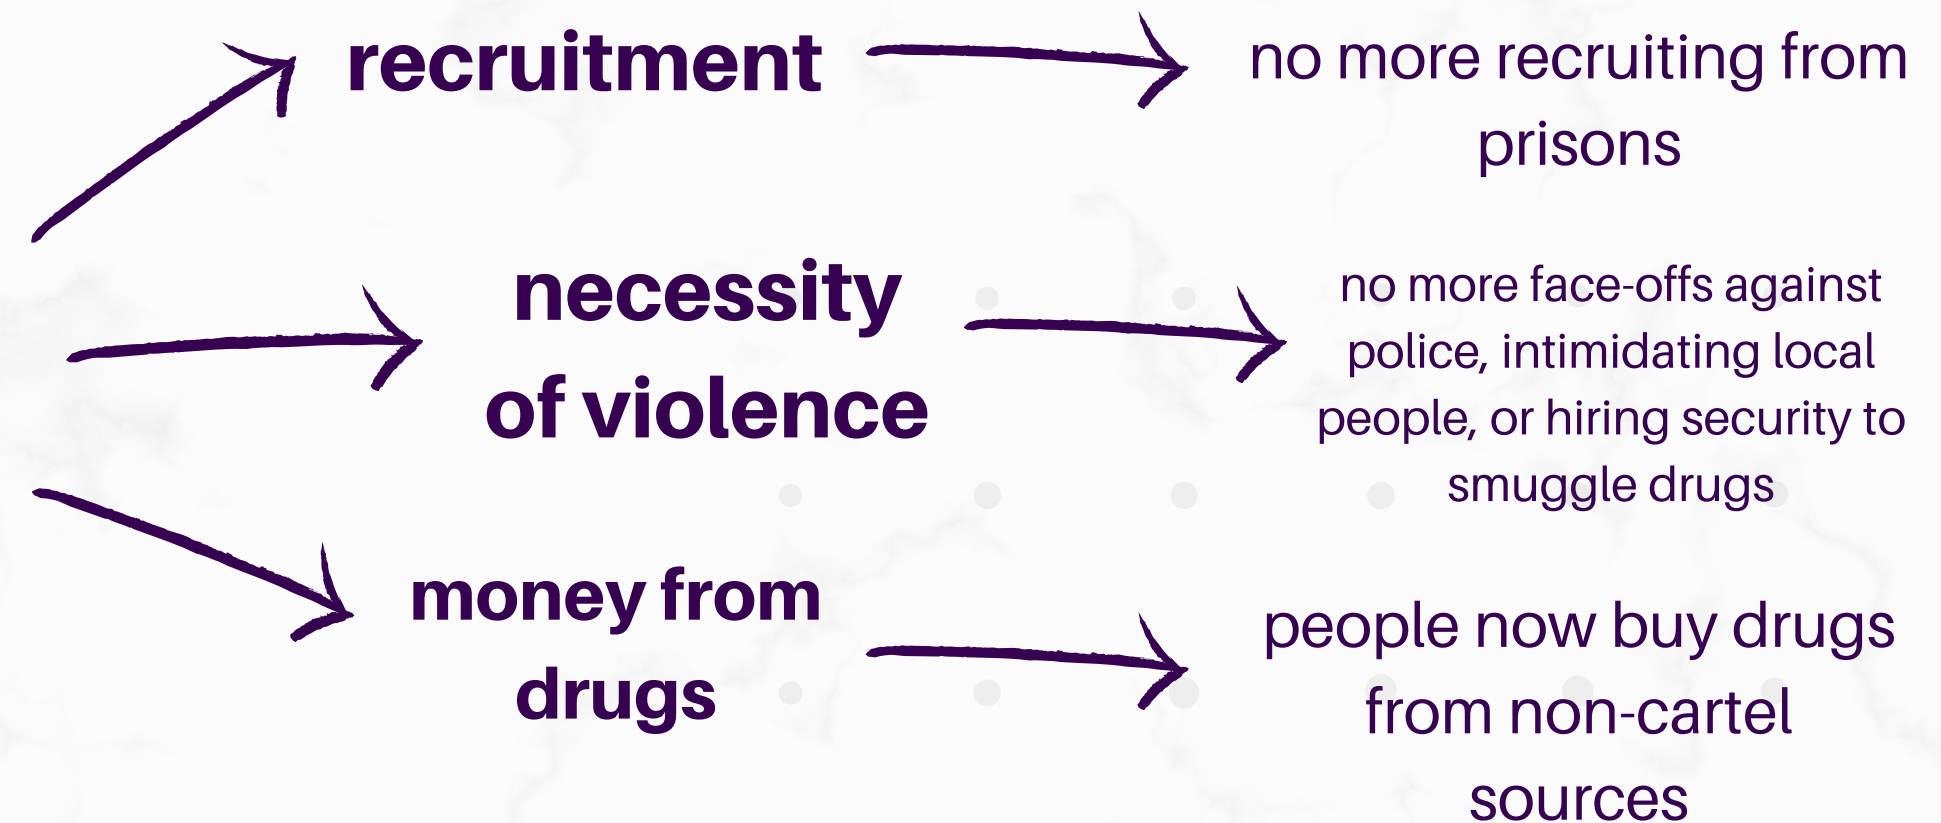 recruitment
no more recruiting from
prisons
necessity
of violence
no more face-offs against
police, intimidating local
people, or hiring security to
smuggle drugs
money from
drugs
people now buy drugs
from non-cartel
sources